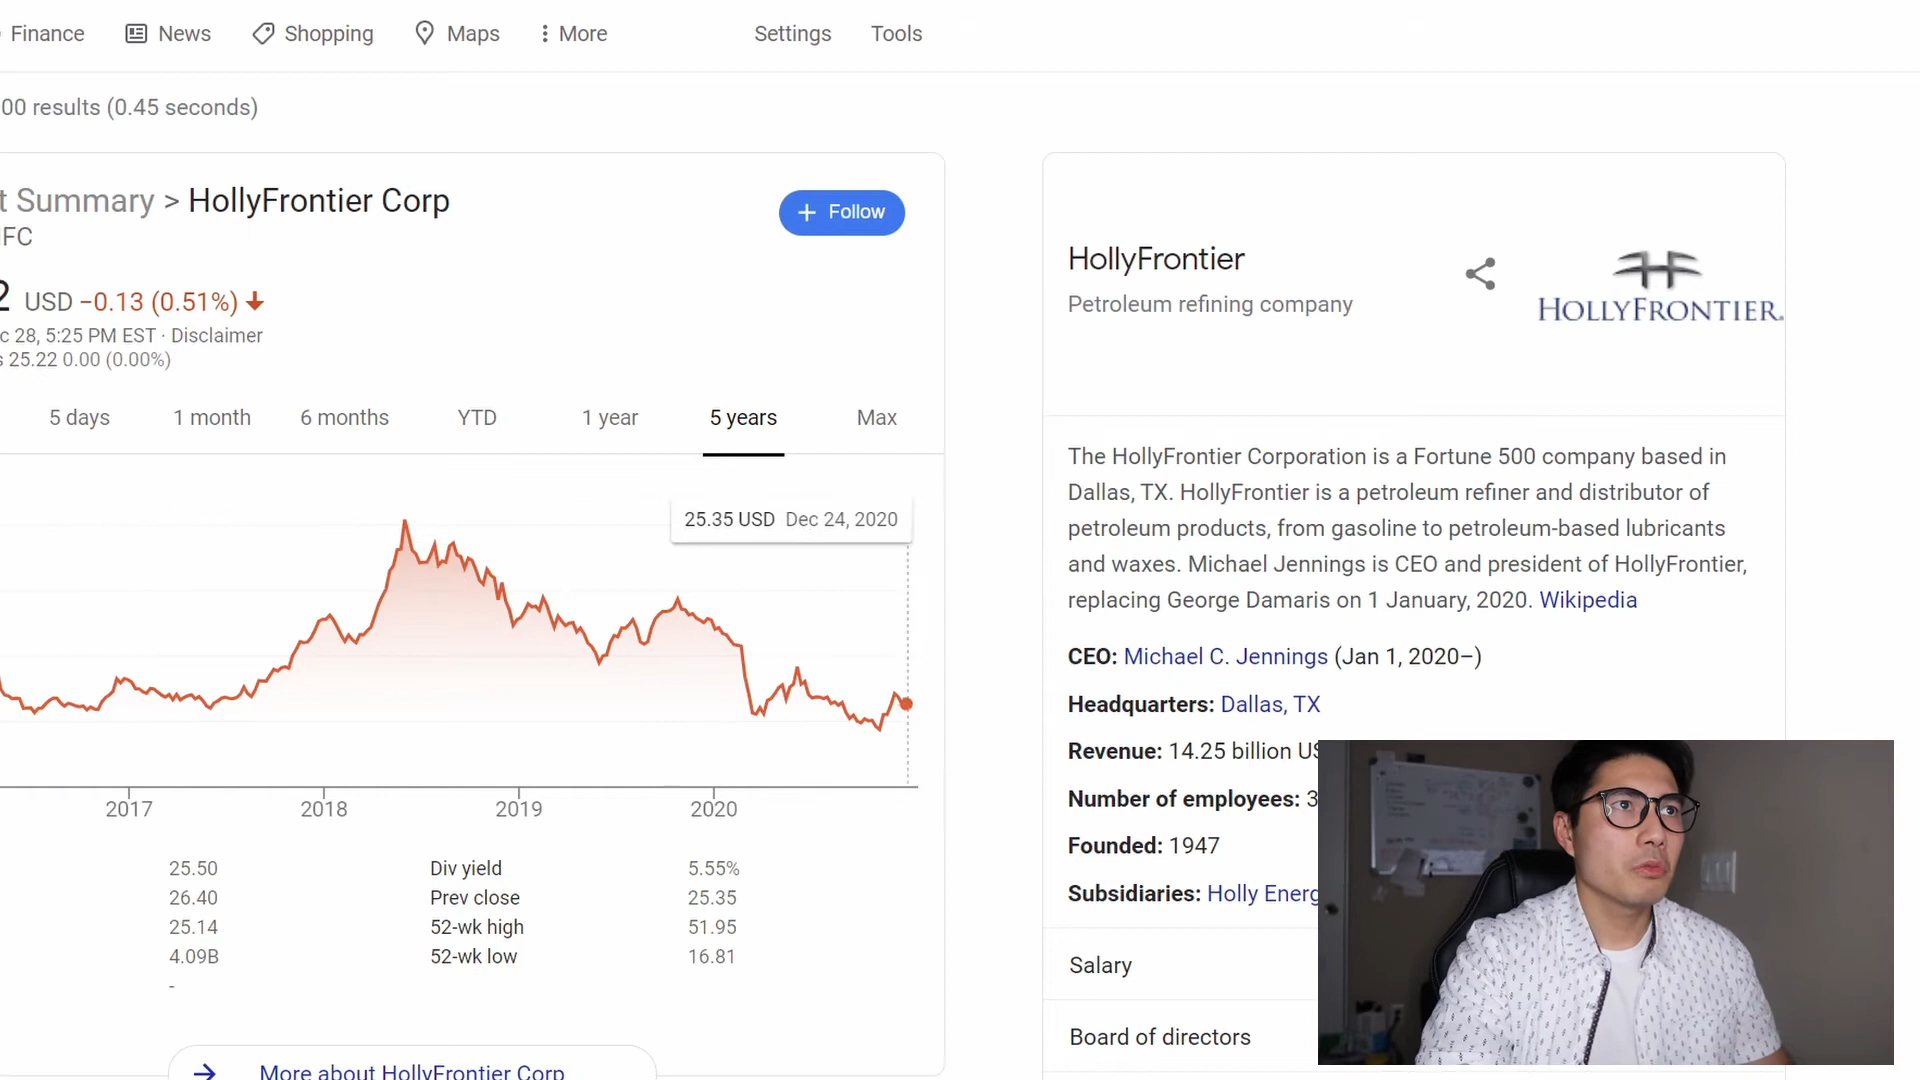 Finance News Shopping Maps More Settings Tools
00 results (0.45 seconds)
t Summary > HollyFrontier Corp
FC
+ Follow
2 USD −0.13 (0.51%)
c 28, 5:25 PM EST · Disclaimer
s 25.22 0.00 (0.00%)
5 days 1 month 6 months YTD 1 year 5 years Max
25.35 USD Dec 24, 2020
2017 2018 2019 2020
25.50 Div yield 5.55%
26.40 Prev close 25.35
25.14 52-wk high 51.95
4.09B 52-wk low 16.81
-
More about HollyFrontier Corp
HollyFrontier
Petroleum refining company
HOLLYFRONTIER.
The HollyFrontier Corporation is a Fortune 500 company based in
Dallas, TX. HollyFrontier is a petroleum refiner and distributor of
petroleum products, from gasoline to petroleum-based lubricants
and waxes. Michael Jennings is CEO and president of HollyFrontier,
replacing George Damaris on 1 January, 2020. Wikipedia
CEO: Michael C. Jennings (Jan 1, 2020–)
Headquarters: Dallas, TX
Revenue: 14.25 billion US
Number of employees: 3
Founded: 1947
Subsidiaries: Holly Energ
Salary
Board of directors